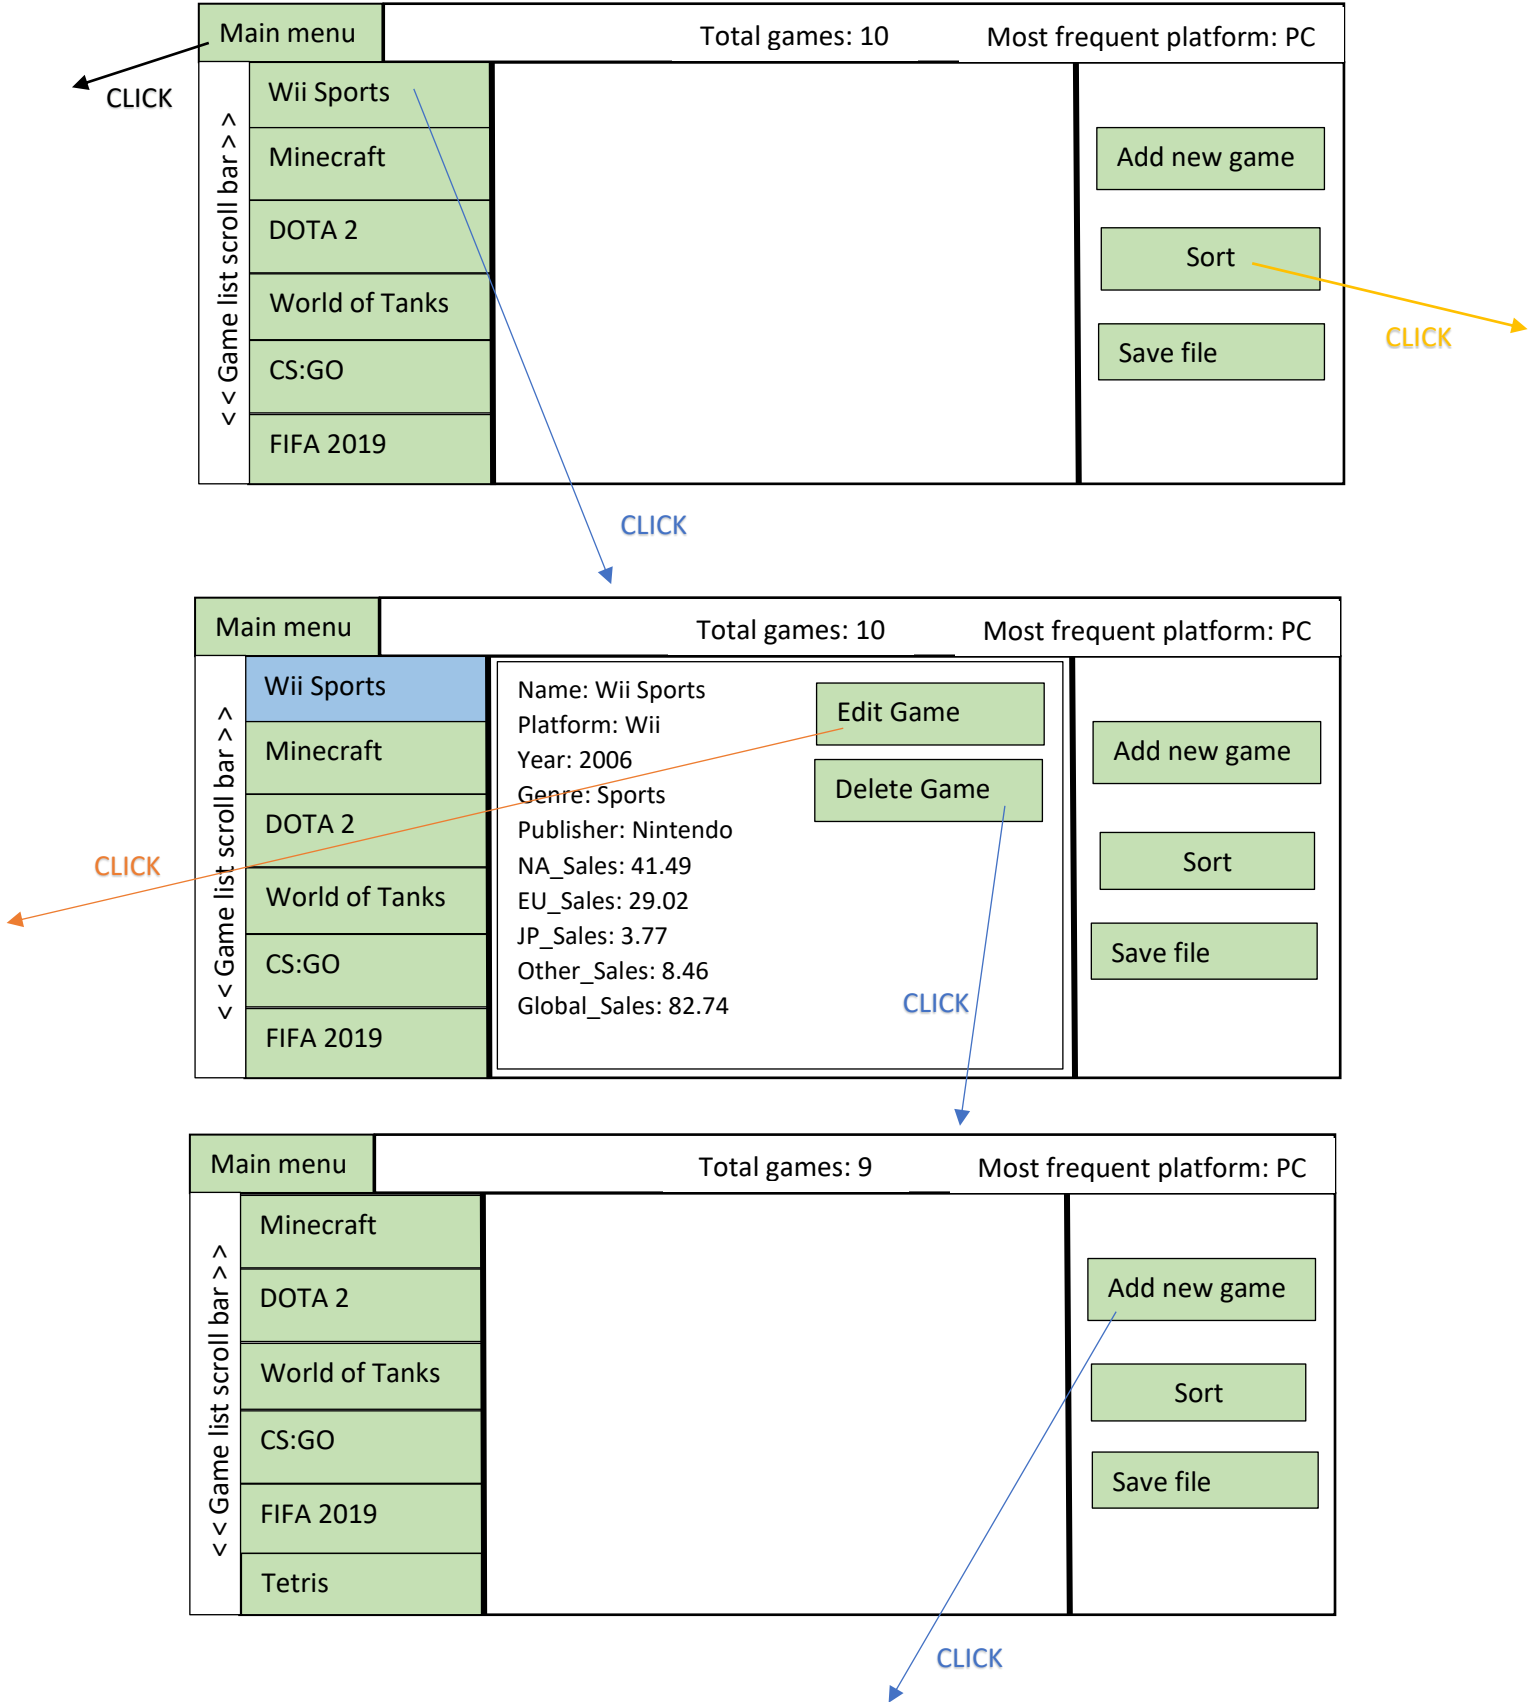 Main menu
Total games: 10
Most frequent platform: PC
CLICK
< < Game list scroll bar > >
Wii Sports
Minecraft
DOTA 2
World of Tanks
CS:GO
FIFA 2019
Add new game
Sort
Save file
CLICK
CLICK
Main menu
Total games: 10
Most frequent platform: PC
< < Game list scroll bar > >
Wii Sports
Minecraft
DOTA 2
World of Tanks
CS:GO
FIFA 2019
Name: Wii Sports
Platform: Wii
Year: 2006
Genre: Sports
Publisher: Nintendo
NA_Sales: 41.49
EU_Sales: 29.02
JP_Sales: 3.77
Other_Sales: 8.46
Global_Sales: 82.74
Edit Game
Delete Game
CLICK
CLICK
Add new game
Sort
Save file
Main menu
Total games: 9
Most frequent platform: PC
< < Game list scroll bar > >
Minecraft
DOTA 2
World of Tanks
CS:GO
FIFA 2019
Tetris
Add new game
Sort
Save file
CLICK